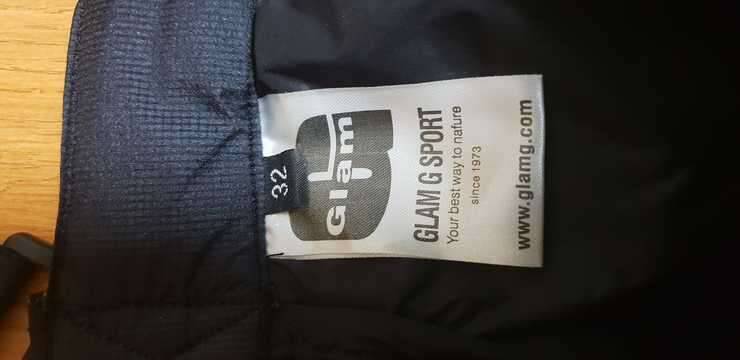 32
Glam
GLAM G SPORT
Your best way to nature
since 1973
www.glamg.com